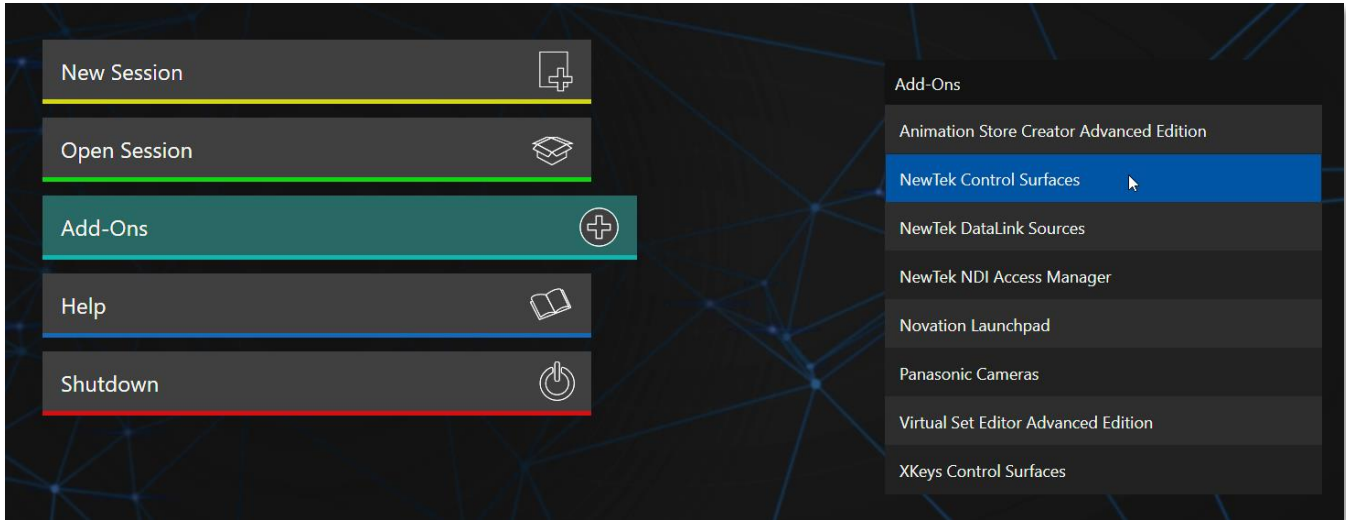 New Session
Open Session
Add-Ons
Help
Shutdown
Add-Ons
Animation Store Creator Advanced Edition
NewTek Control Surfaces
NewTek DataLink Sources
NewTek NDI Access Manager
Novation Launchpad
Panasonic Cameras
Virtual Set Editor Advanced Edition
XKeys Control Surfaces